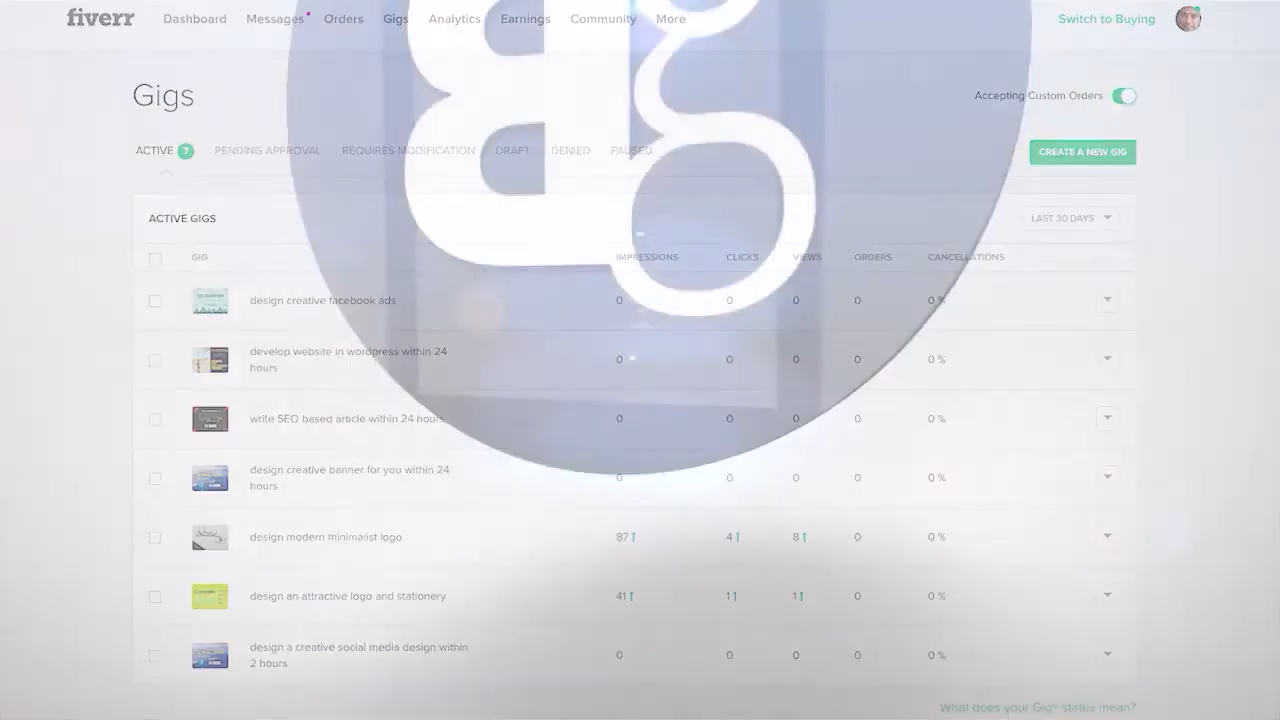 fiverr Dashboard Messages Orders Gigs Analytics Earnings Community More Switch to Buying
Gigs
Accepting Custom Orders
ACTIVE 7 PENDING APPROVAL REQUIRES MODIFICATION DRAFT DENIED PAUSED
CREATE A NEW GIG
ACTIVE GIGS
LAST 30 DAYS
GIG IMPRESSIONS CLICKS VIEWS ORDERS CANCELLATIONS
design creative facebook ads 0 0 0 0 0 %
develop website in wordpress within 24
hours
0 0 0 0 0 %
write SEO based article within 24 hours 0 0 0 0 0 %
design creative banner for you within 24
hours
0 0 0 0 0 %
design modern minimalist logo 87 4 8 0 0 %
design an attractive logo and stationery 41 1 1 0 0 %
design a creative social media design within
2 hours
0 0 0 0 0 %
What does your Gig® status mean?